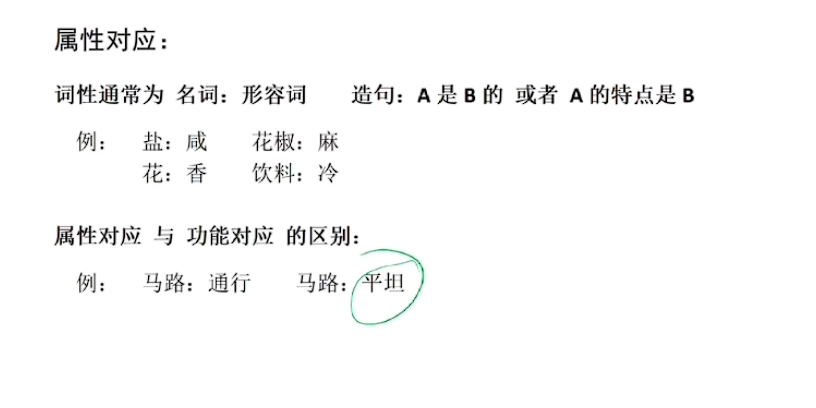 属性对应：
词性通常为 名词：形容词 造句：A 是 B 的 或者 A 的特点是 B
例： 盐：咸 花椒：麻
花：香 饮料：冷
属性对应 与 功能对应 的区别：
例： 马路：通行 马路：平坦